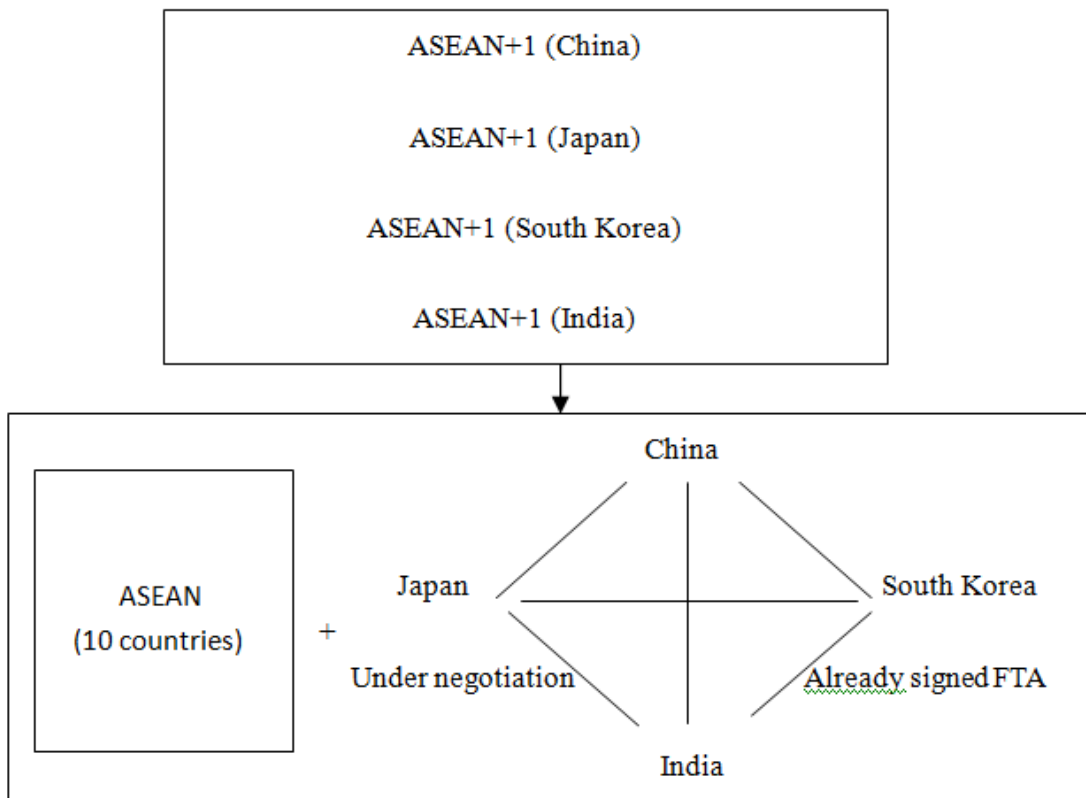 ASEAN+1 (China)
ASEAN+1 (Japan)
ASEAN+1 (South Korea)
ASEAN+1 (India)
China
ASEAN
(10 countries)
+
Japan
South Korea
Under negotiation
Already signed FTA
India